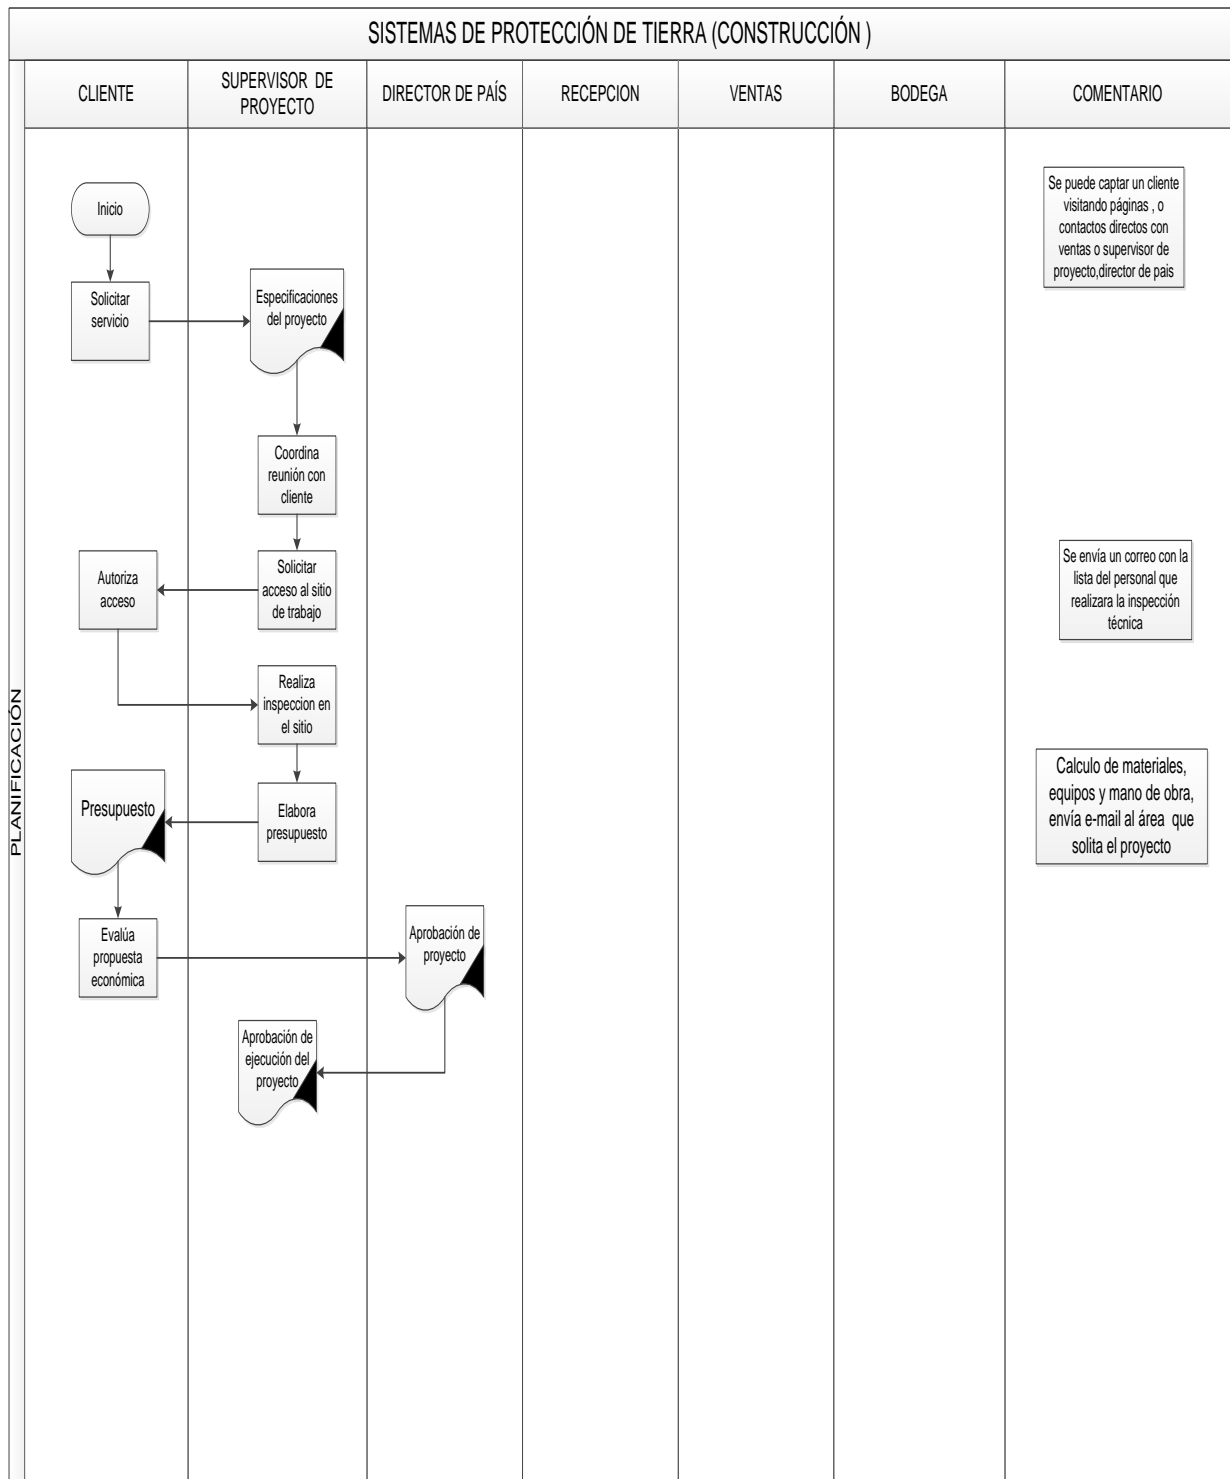 SISTEMAS DE PROTECCIÓN DE TIERRA (CONSTRUCCIÓN )
CLIENTE
SUPERVISOR DE
PROYECTO
DIRECTOR DE PAÍS
RECEPCION
VENTAS
BODEGA
COMENTARIO
PLANIFICACIÓN
Inicio
Se puede captar un cliente
visitando páginas , o
contactos directos con
ventas o supervisor de
proyecto,director de pais
Solicitar
servicio
Especificaciones
del proyecto
Coordina
reunión con
cliente
Autoriza
acceso
Solicitar
acceso al sitio
de trabajo
Se envía un correo con la
lista del personal que
realizara la inspección
técnica
Realiza
inspeccion en
el sitio
Presupuesto
Elabora
presupuesto
Calculo de materiales,
equipos y mano de obra,
envía e-mail al área que
solita el proyecto
Evalúa
propuesta
económica
Aprobación de
proyecto
Aprobación de
ejecución del
proyecto